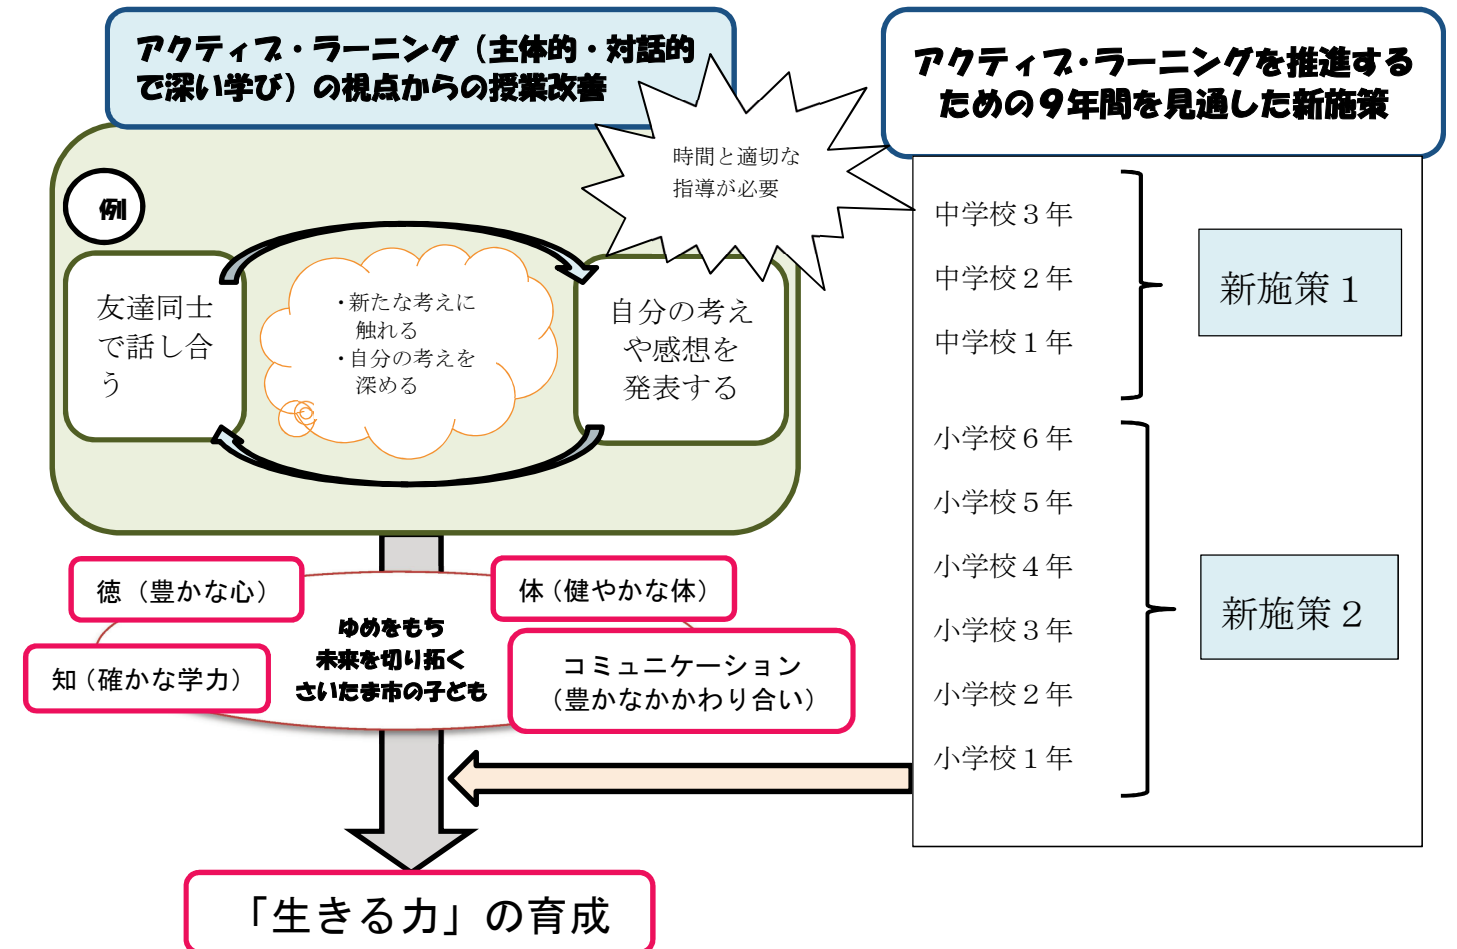 アクティブ・ラーニング（主体的・対話的
で深い学び）の視点からの授業改善
時間と適切な
指導が必要
例
友達同士
で話し合
う
・新たな考えに
触れる
・自分の考えを
深める
自分の考え
や感想を
発表する
徳（豊かな心）
体（健やかな体）
知（確かな学力）
コミュニケーション
（豊かなかかわり合い）
ゆめをもち
未来を切り拓く
さいたま市の子ども
「生きる力」の育成
アクティブ・ラーニングを推進する
ための９年間を見通した新施策
中学校３年
中学校２年
中学校１年
新施策１
小学校６年
小学校５年
小学校４年
小学校３年
小学校２年
小学校１年
新施策２